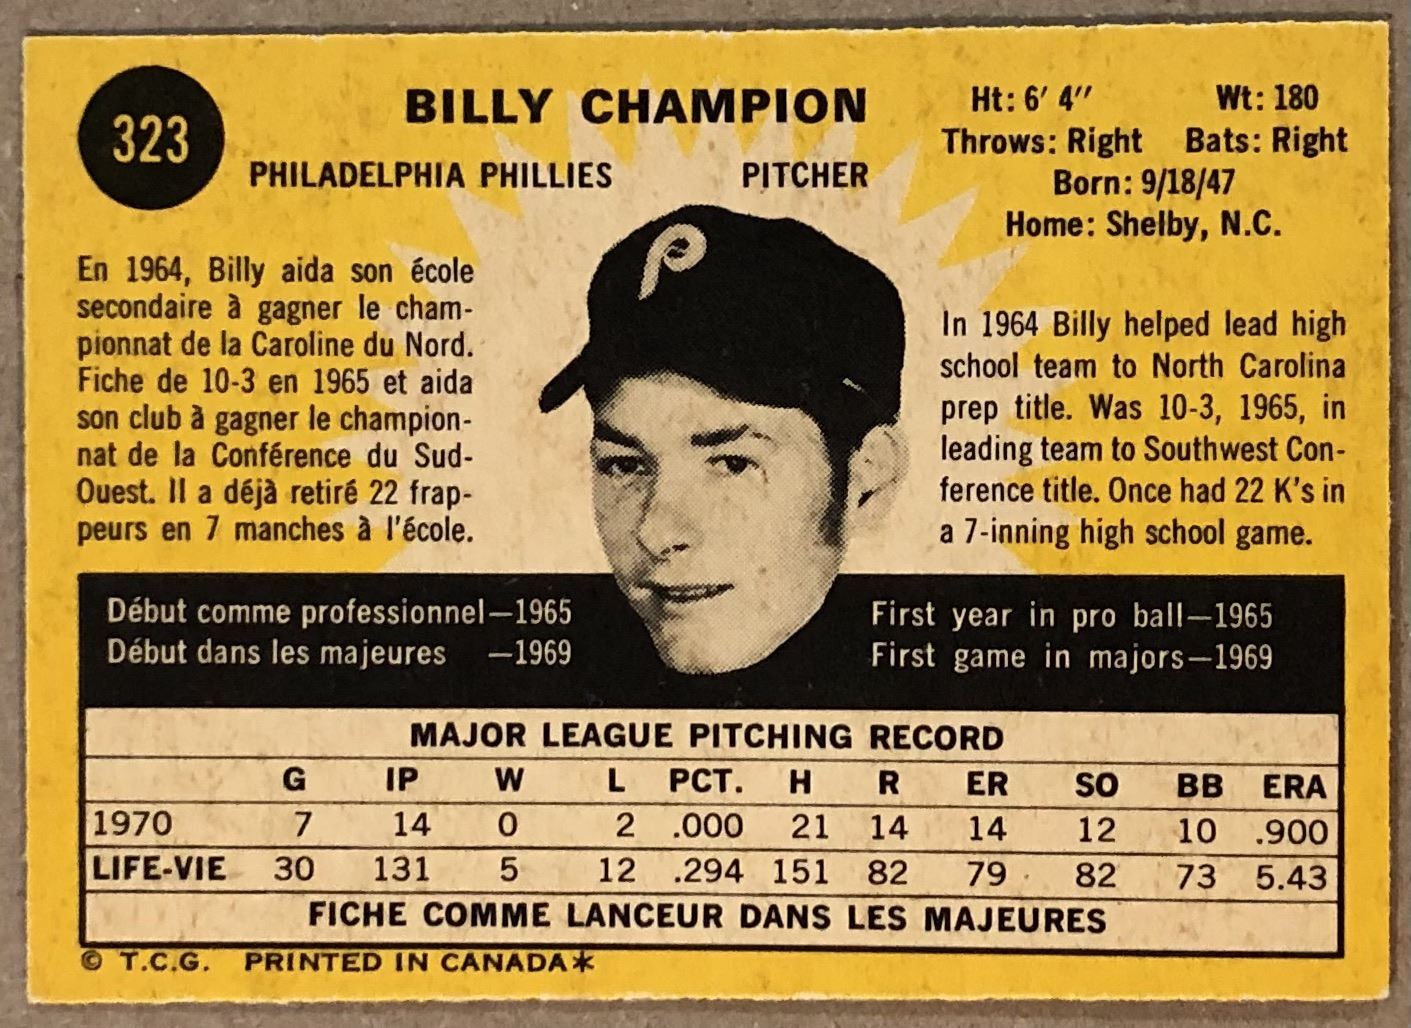 323
BILLY CHAMPION
PHILADELPHIA PHILLIES PITCHER
Ht: 6' 4'' Wt: 180
Throws: Right Bats: Right
Born: 9/18/47
Home: Shelby, N.C.
En 1964, Billy aida son école
secondaire à gagner le cham-
pionnat de la Caroline du Nord.
Fiche de 10-3 en 1965 et aida
son club à gagner le champion-
nat de la Conférence du Sud-
Ouest. Il a déjà retiré 22 frap-
peurs en 7 manches à l'école.
P
In 1964 Billy helped lead high
school team to North Carolina
prep title. Was 10-3, 1965, in
leading team to Southwest Con-
ference title. Once had 22 K's in
a 7-inning high school game.
Début comme professionnel—1965
Début dans les majeures —1969
First year in pro ball—1965
First game in majors—1969
MAJOR LEAGUE PITCHING RECORD
G IP W L PCT. H R ER SO BB ERA
1970 7 14 0 2 .000 21 14 14 12 10 .900
LIFE-VIE 30 131 5 12 .294 151 82 79 82 73 5.43
FICHE COMME LANCEUR DANS LES MAJEURES
© T.C.G. PRINTED IN CANADA*